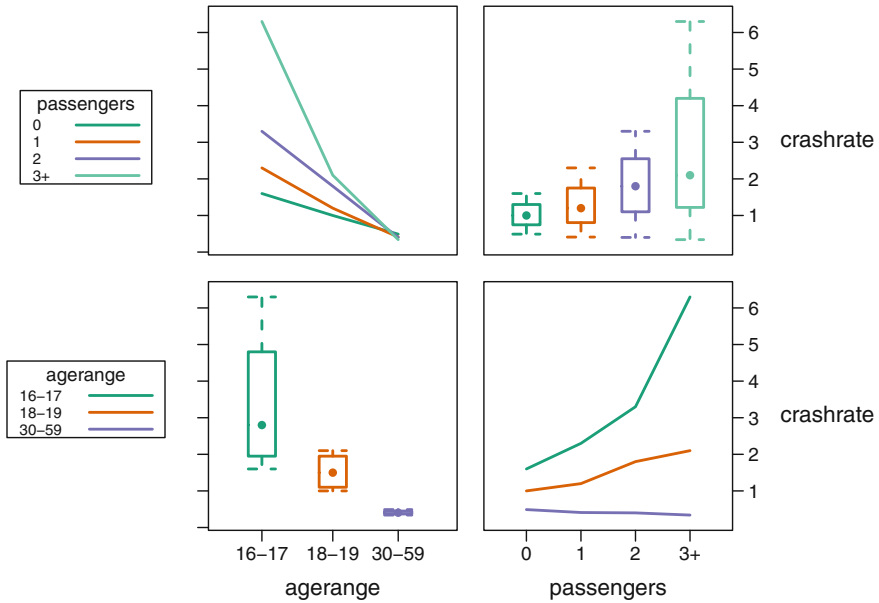 passengers
0
1
2
3+
6
5
4
3
2
1
crashrate
agerange
16–17
18–19
30–59
6
5
4
3
2
1
crashrate
16–17 18–19 30–59
0 1 2 3+
agerange
passengers